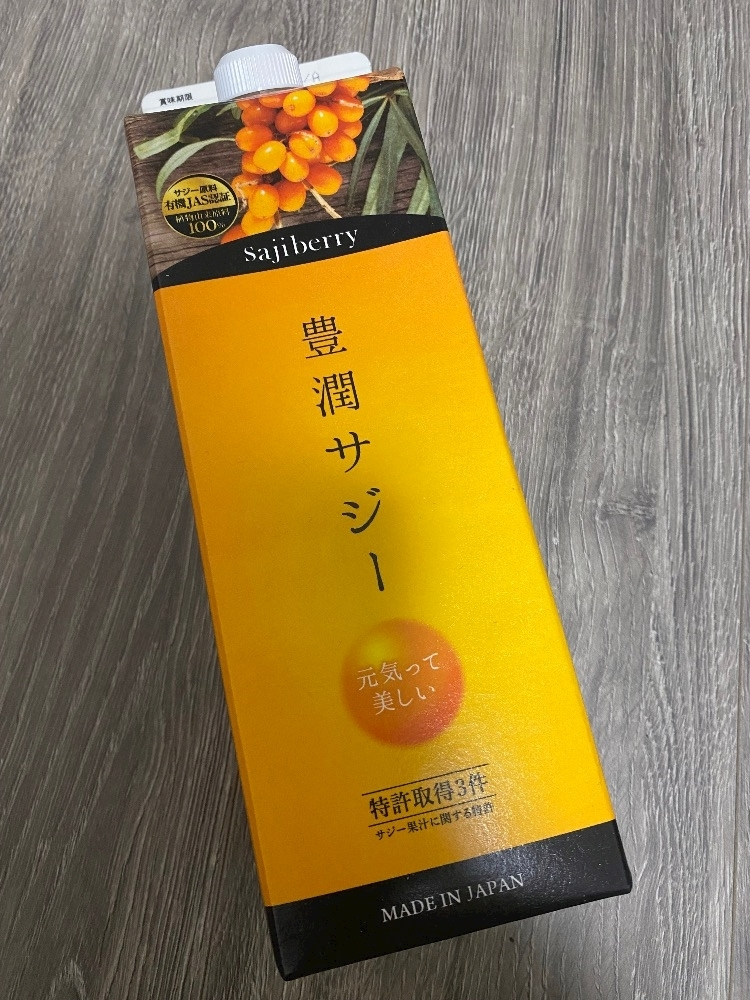 賞味期限
/A
サジー原料
有機JAS認証
植物由来原料
100%
sajiberry
豊潤サジー
元気って
美しい
特許取得3件
サジー果汁に関する特許
MADE IN JAPAN